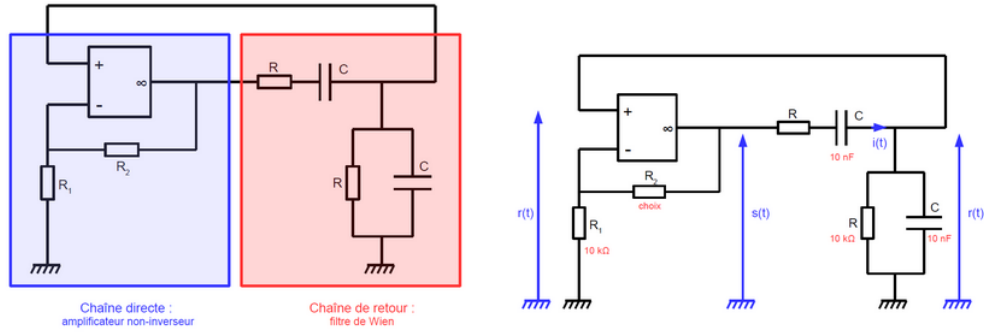 +
∞
-
R
C
R₂
R₁
R
C
Chaîne directe :
amplificateur non-inverseur
Chaîne de retour :
filtre de Wien
+
∞
-
R
C
i(t)
10 nF
R₂
choix
r(t)
s(t)
r(t)
R₁
10 kΩ
R
10 kΩ
C
10 nF